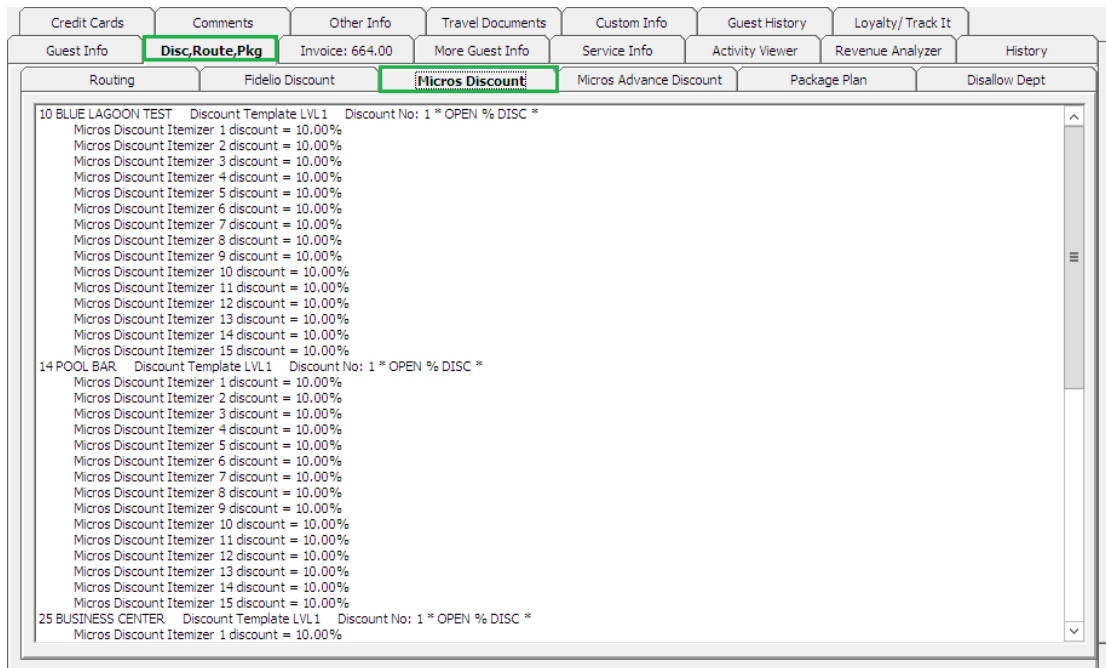 Credit Cards Comments Other Info Travel Documents Custom Info Guest History Loyalty/ Track It
Guest Info Disc,Route,Pkg Invoice: 664.00 More Guest Info Service Info Activity Viewer Revenue Analyzer History
Routing Fidelio Discount Micros Discount Micros Advance Discount Package Plan Disallow Dept
10 BLUE LAGOON TEST Discount Template LVL1 Discount No: 1 * OPEN % DISC *
Micros Discount Itemizer 1 discount = 10.00%
Micros Discount Itemizer 2 discount = 10.00%
Micros Discount Itemizer 3 discount = 10.00%
Micros Discount Itemizer 4 discount = 10.00%
Micros Discount Itemizer 5 discount = 10.00%
Micros Discount Itemizer 6 discount = 10.00%
Micros Discount Itemizer 7 discount = 10.00%
Micros Discount Itemizer 8 discount = 10.00%
Micros Discount Itemizer 9 discount = 10.00%
Micros Discount Itemizer 10 discount = 10.00%
Micros Discount Itemizer 11 discount = 10.00%
Micros Discount Itemizer 12 discount = 10.00%
Micros Discount Itemizer 13 discount = 10.00%
Micros Discount Itemizer 14 discount = 10.00%
Micros Discount Itemizer 15 discount = 10.00%
14 POOL BAR Discount Template LVL1 Discount No: 1 * OPEN % DISC *
Micros Discount Itemizer 1 discount = 10.00%
Micros Discount Itemizer 2 discount = 10.00%
Micros Discount Itemizer 3 discount = 10.00%
Micros Discount Itemizer 4 discount = 10.00%
Micros Discount Itemizer 5 discount = 10.00%
Micros Discount Itemizer 6 discount = 10.00%
Micros Discount Itemizer 7 discount = 10.00%
Micros Discount Itemizer 8 discount = 10.00%
Micros Discount Itemizer 9 discount = 10.00%
Micros Discount Itemizer 10 discount = 10.00%
Micros Discount Itemizer 11 discount = 10.00%
Micros Discount Itemizer 12 discount = 10.00%
Micros Discount Itemizer 13 discount = 10.00%
Micros Discount Itemizer 14 discount = 10.00%
Micros Discount Itemizer 15 discount = 10.00%
25 BUSINESS CENTER Discount Template LVL1 Discount No: 1 * OPEN % DISC *
Micros Discount Itemizer 1 discount = 10.00%